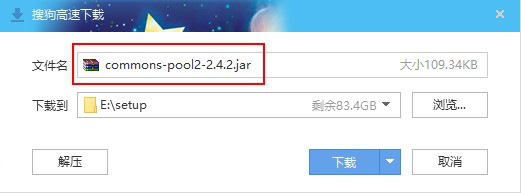 搜狗高速下载
文件名 commons-pool2-2.4.2.jar 大小109.34KB
下载到 E:\setup 剩余83.4GB 浏览...
解压 下载 取消